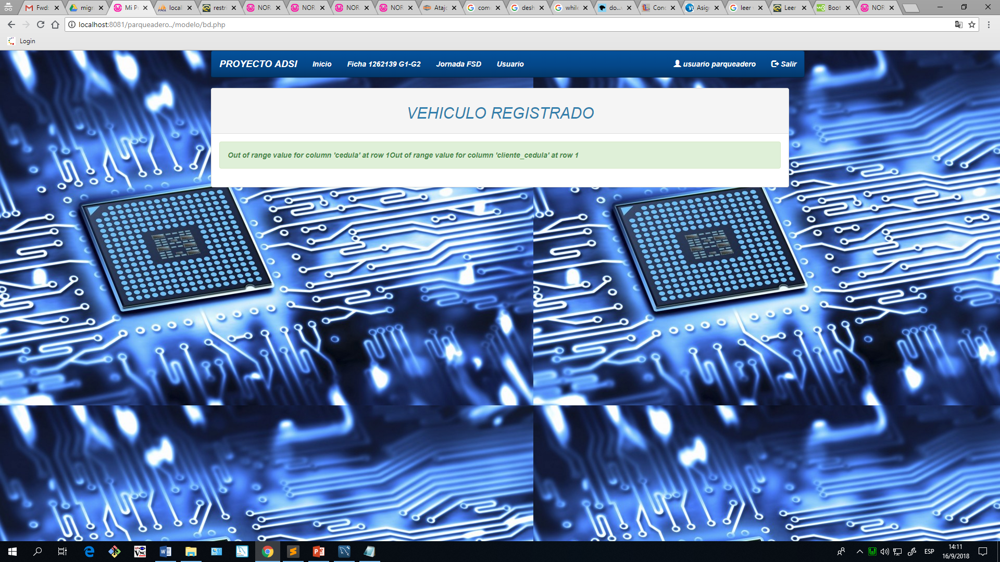 Fwd:
migr
Mi P
local
restri
NOR
NOR
NOR
NOR
Atajo
com
desh
while
do...
Conc
Asig
leer
Leer
Boot
NOR
localhost:8081/parqueadero../modelo/bd.php
Login
PROYECTO ADSI Inicio Ficha 1262139 G1-G2 Jornada FSD Usuario usuario parqueadero Salir
VEHICULO REGISTRADO
Out of range value for column 'cedula' at row 1Out of range value for column 'cliente_cedula' at row 1
ESP
14:11
16/9/2018